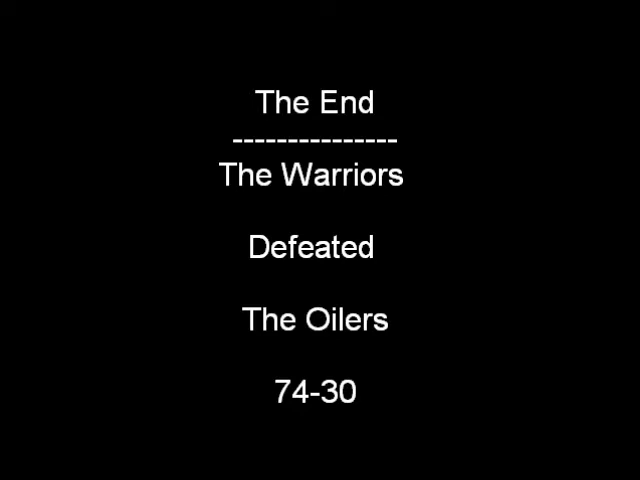 The End
---------------
The Warriors
Defeated
The Oilers
74-30